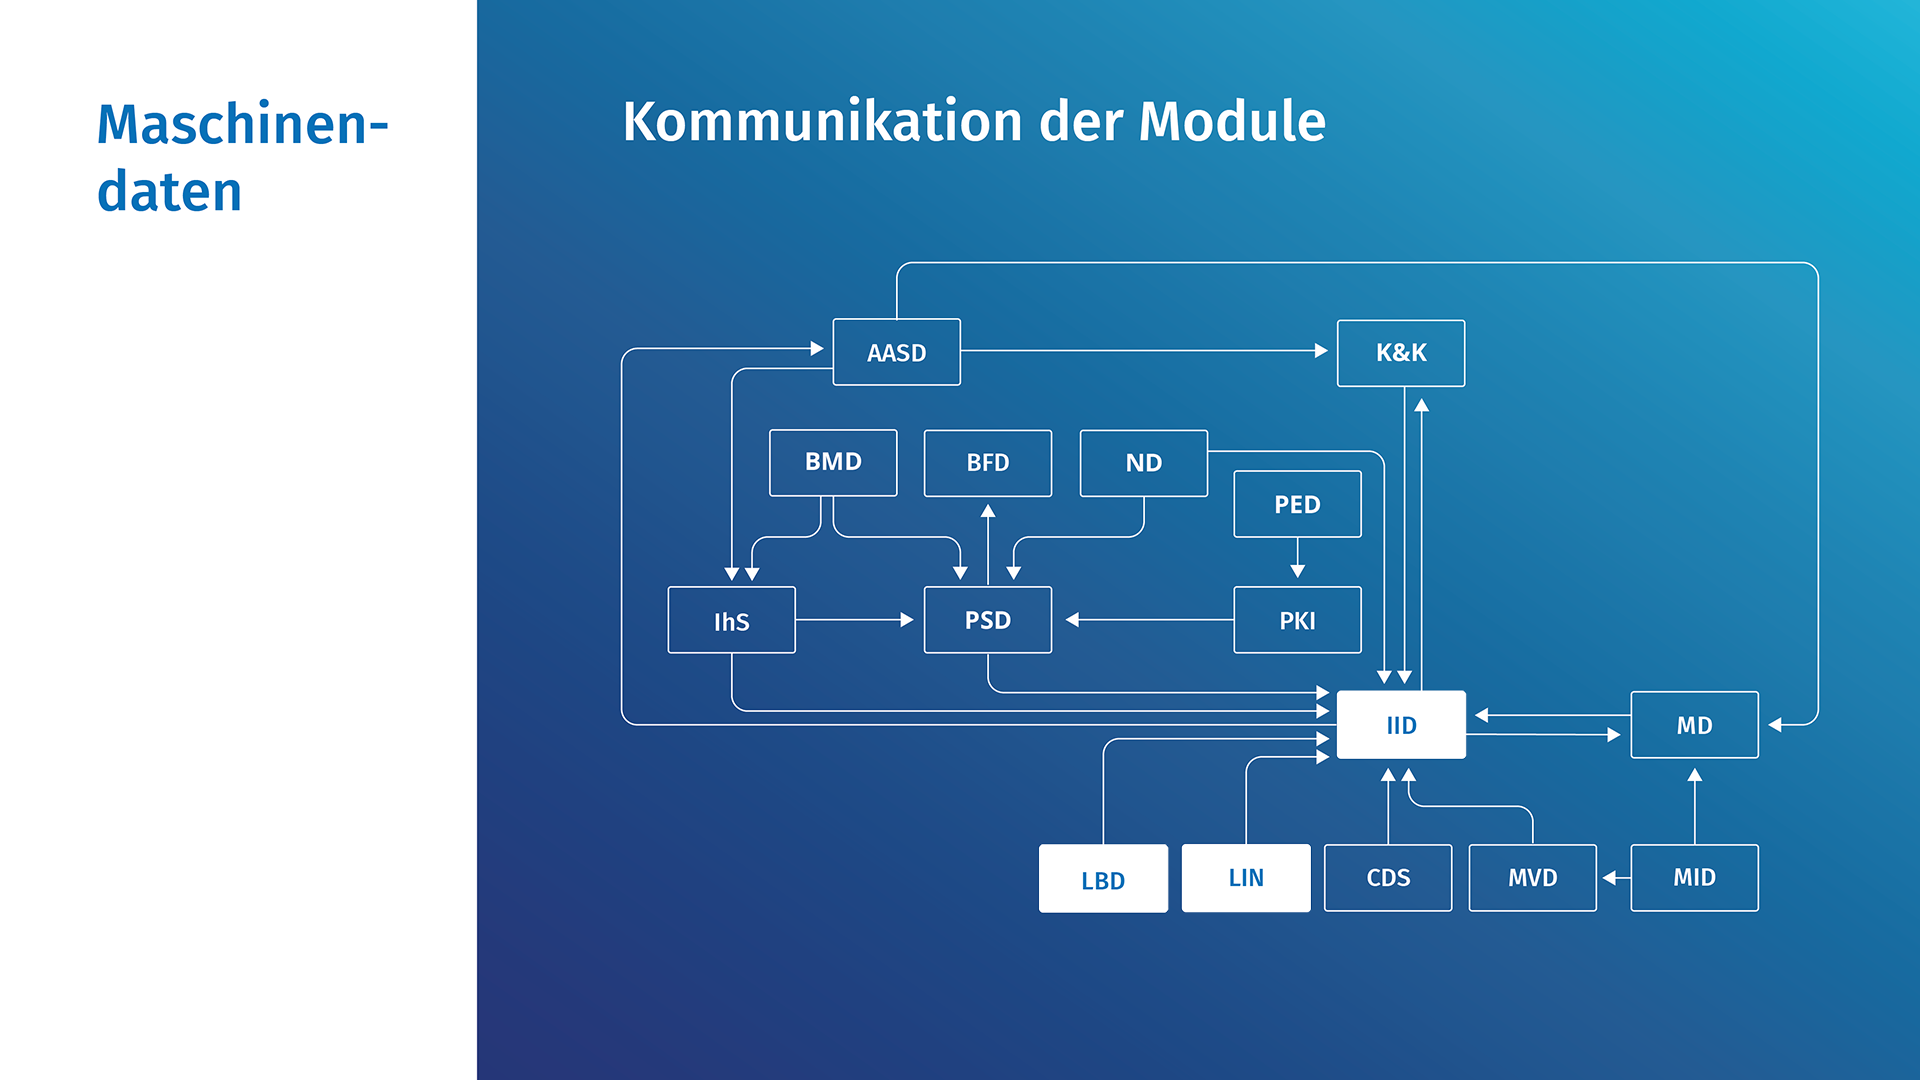 Maschinen-
daten
Kommunikation der Module
AASD
K&K
BMD
BFD
ND
PED
IhS
PSD
PKI
IID
MD
LBD
LIN
CDS
MVD
MID